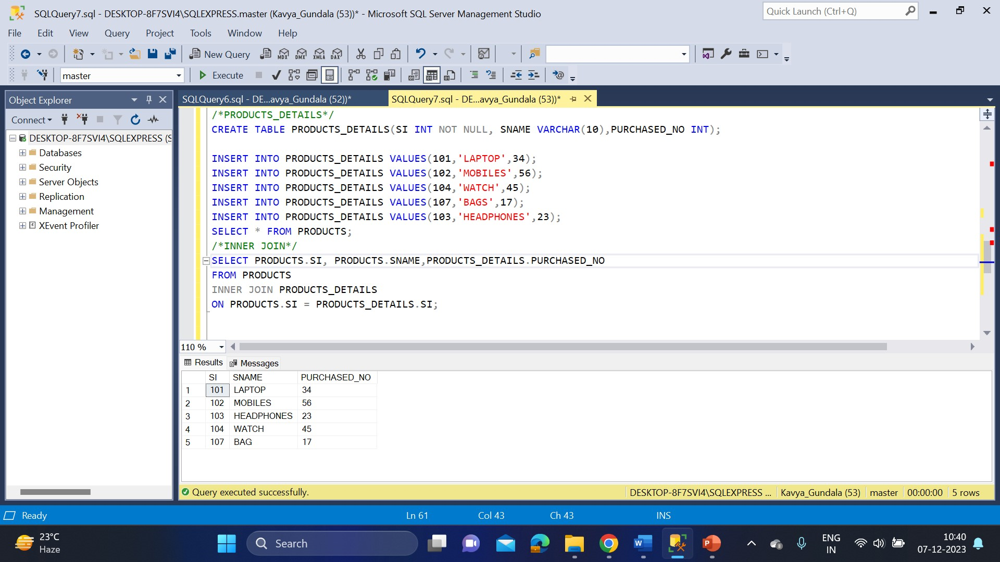 SQLQuery7.sql - DESKTOP-8F7SVI4\SQLEXPRESS.master (Kavya_Gundala (53))* - Microsoft SQL Server Management Studio
Quick Launch (Ctrl+Q)
File Edit View Query Project Tools Window Help
New Query MDX DMX XMLA DAX
master Execute
Object Explorer
SQLQuery6.sql - DE...avya_Gundala (52))* SQLQuery7.sql - DE...avya_Gundala (53))*
Connect
DESKTOP-8F7SVI4\SQLEXPRESS (S
Databases
Security
Server Objects
Replication
Management
XEvent Profiler
/*PRODUCTS_DETAILS*/
CREATE TABLE PRODUCTS_DETAILS(SI INT NOT NULL, SNAME VARCHAR(10),PURCHASED_NO INT);
INSERT INTO PRODUCTS_DETAILS VALUES(101,'LAPTOP',34);
INSERT INTO PRODUCTS_DETAILS VALUES(102,'MOBILES',56);
INSERT INTO PRODUCTS_DETAILS VALUES(104,'WATCH',45);
INSERT INTO PRODUCTS_DETAILS VALUES(107,'BAGS',17);
INSERT INTO PRODUCTS_DETAILS VALUES(103,'HEADPHONES',23);
SELECT * FROM PRODUCTS;
/*INNER JOIN*/
SELECT PRODUCTS.SI, PRODUCTS.SNAME,PRODUCTS_DETAILS.PURCHASED_NO
FROM PRODUCTS
INNER JOIN PRODUCTS_DETAILS
ON PRODUCTS.SI = PRODUCTS_DETAILS.SI;
110 %
Results Messages
SI SNAME PURCHASED_NO
1 101 LAPTOP 34
2 102 MOBILES 56
3 103 HEADPHONES 23
4 104 WATCH 45
5 107 BAG 17
Query executed successfully. DESKTOP-8F7SVI4\SQLEXPRESS ... Kavya_Gundala (53) master 00:00:00 5 rows
Ready Ln 61 Col 43 Ch 43 INS
23°C
Haze
Search
ENG
IN
10:40
07-12-2023